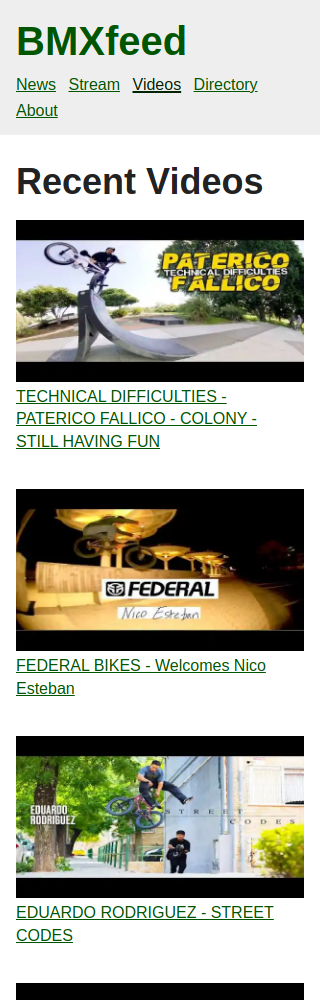 BMXfeed
News Stream Videos Directory
About
Recent Videos
PATERICO
TECHNICAL DIFFICULTIES
FALLICO
TECHNICAL DIFFICULTIES -
PATERICO FALLICO - COLONY -
STILL HAVING FUN
FEDERAL
Nico Esteban
FEDERAL BIKES - Welcomes Nico
Esteban
EDUARDO
RODRIGUEZ
STREET
CODES
EDUARDO RODRIGUEZ - STREET
CODES